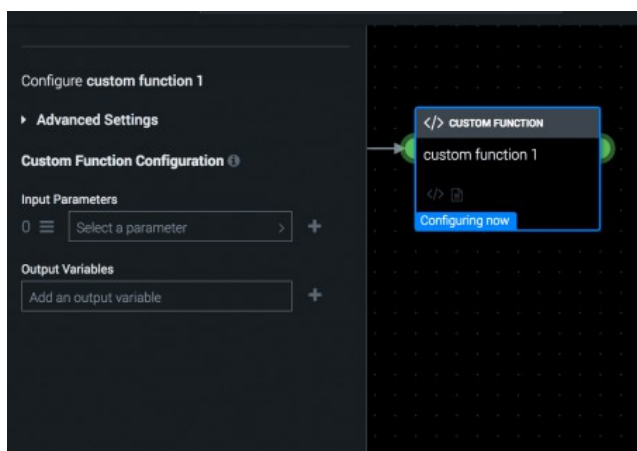 Configure custom function 1
Advanced Settings
Custom Function Configuration
Input Parameters
0 Select a parameter
Output Variables
Add an output variable
</> CUSTOM FUNCTION
custom function 1
</>
Configuring now